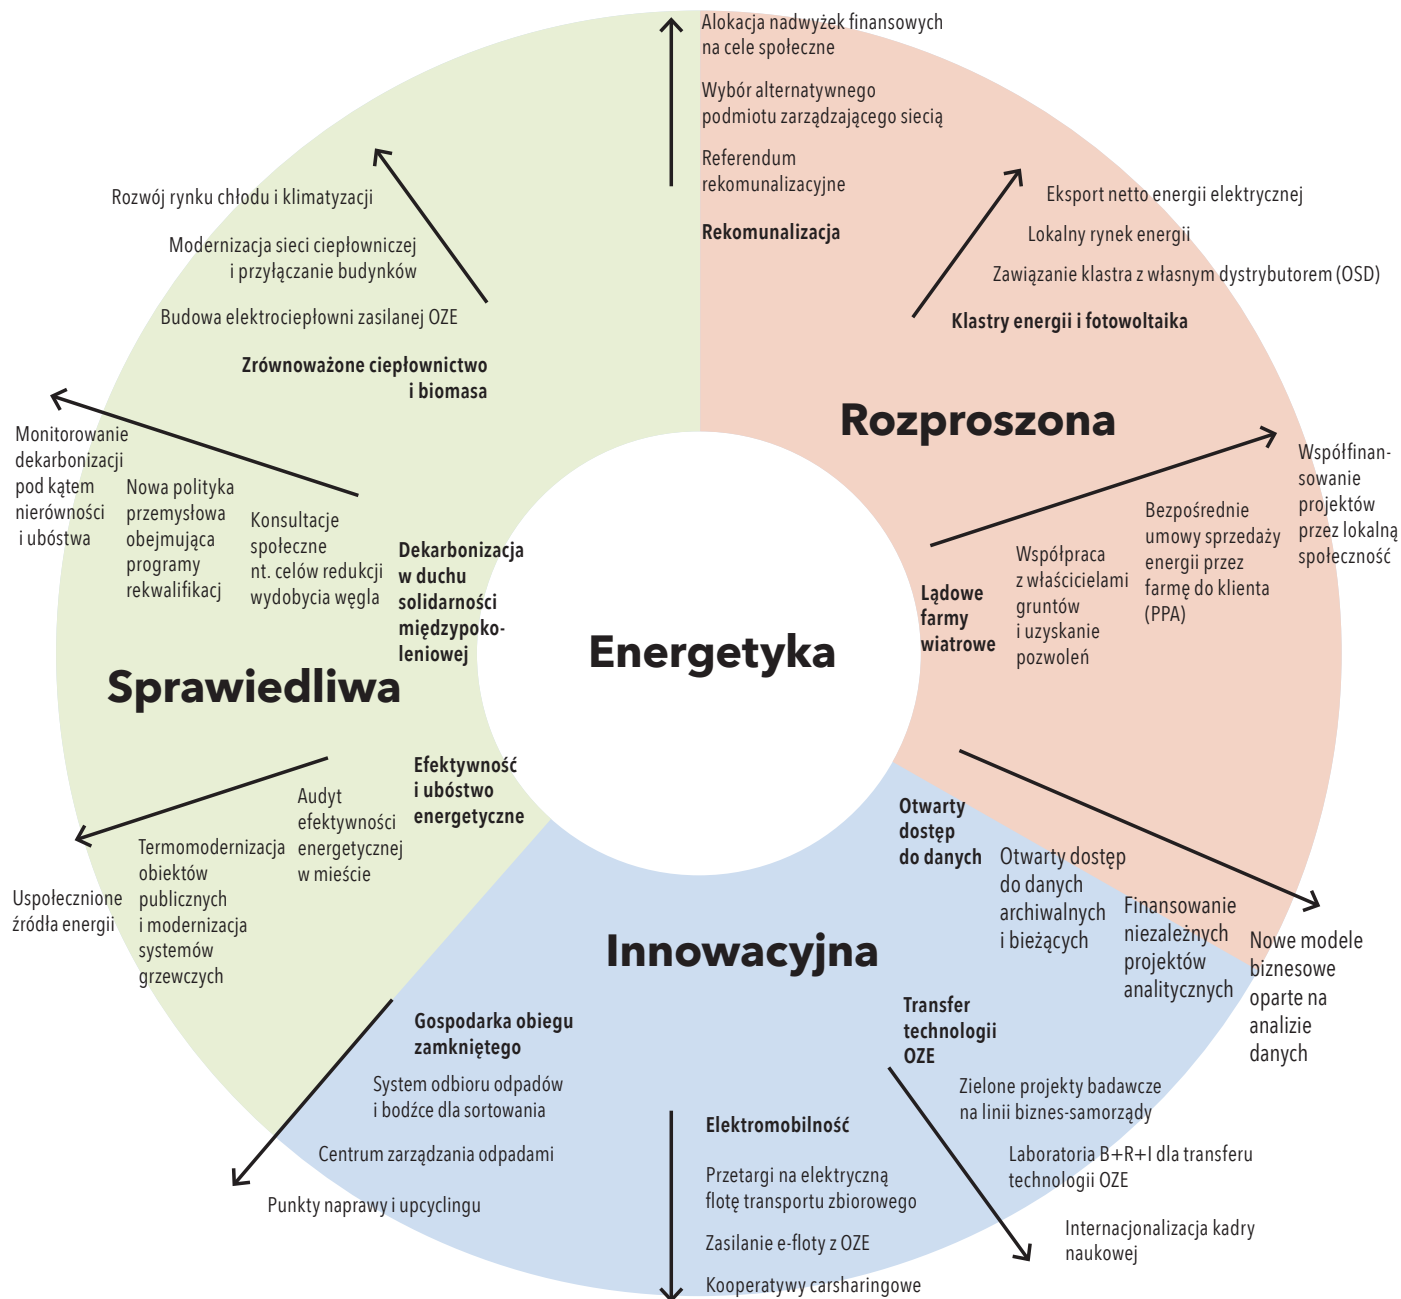 Energetyka
Rozproszona
Rekomunalizacja
Referendum
rekomunalizacyjne
Wybór alternatywnego
podmiotu zarządzającego siecią
Alokacja nadwyżek finansowych
na cele społeczne
Klastry energii i fotowoltaika
Zawiązanie klastra z własnym dystrybutorem (OSD)
Lokalny rynek energii
Eksport netto energii elektrycznej
Lądowe
farmy
wiatrowe
Współpraca
z właścicielami
gruntów
i uzyskanie
pozwoleń
Bezpośrednie
umowy sprzedaży
energii przez
farmę do klienta
(PPA)
Współfinan-
sowanie
projektów
przez lokalną
społeczność
Otwarty
dostęp
do danych
Otwarty dostęp
do danych
archiwalnych
i bieżących
Finansowanie
niezależnych
projektów
analitycznych
Nowe modele
biznesowe
oparte na
analizie
danych
Innowacyjna
Transfer
technologii
OZE
Zielone projekty badawcze
na linii biznes-samorządy
Laboratoria B+R+I dla transferu
technologii OZE
Internacjonalizacja kadry
naukowej
Elektromobilność
Przetargi na elektryczną
flotę transportu zbiorowego
Zasilanie e-floty z OZE
Kooperatywy carsharingowe
Gospodarka obiegu
zamkniętego
System odbioru odpadów
i bodźce dla sortowania
Centrum zarządzania odpadami
Punkty naprawy i upcyclingu
Sprawiedliwa
Efektywność
i ubóstwo
energetyczne
Audyt
efektywności
energetycznej
w mieście
Termomodernizacja
obiektów
publicznych
i modernizacja
systemów
grzewczych
Uspołecznione
źródła energii
Dekarbonizacja
w duchu
solidarności
międzypoko-
leniowej
Konsultacje
społeczne
nt. celów redukcji
wydobycia węgla
Nowa polityka
przemysłowa
obejmująca
programy
rekwalifikacj
Monitorowanie
dekarbonizacji
pod kątem
nierówności
i ubóstwa
Zrównoważone ciepłownictwo
i biomasa
Budowa elektrociepłowni zasilanej OZE
Modernizacja sieci ciepłowniczej
i przyłączanie budynków
Rozwój rynku chłodu i klimatyzacji